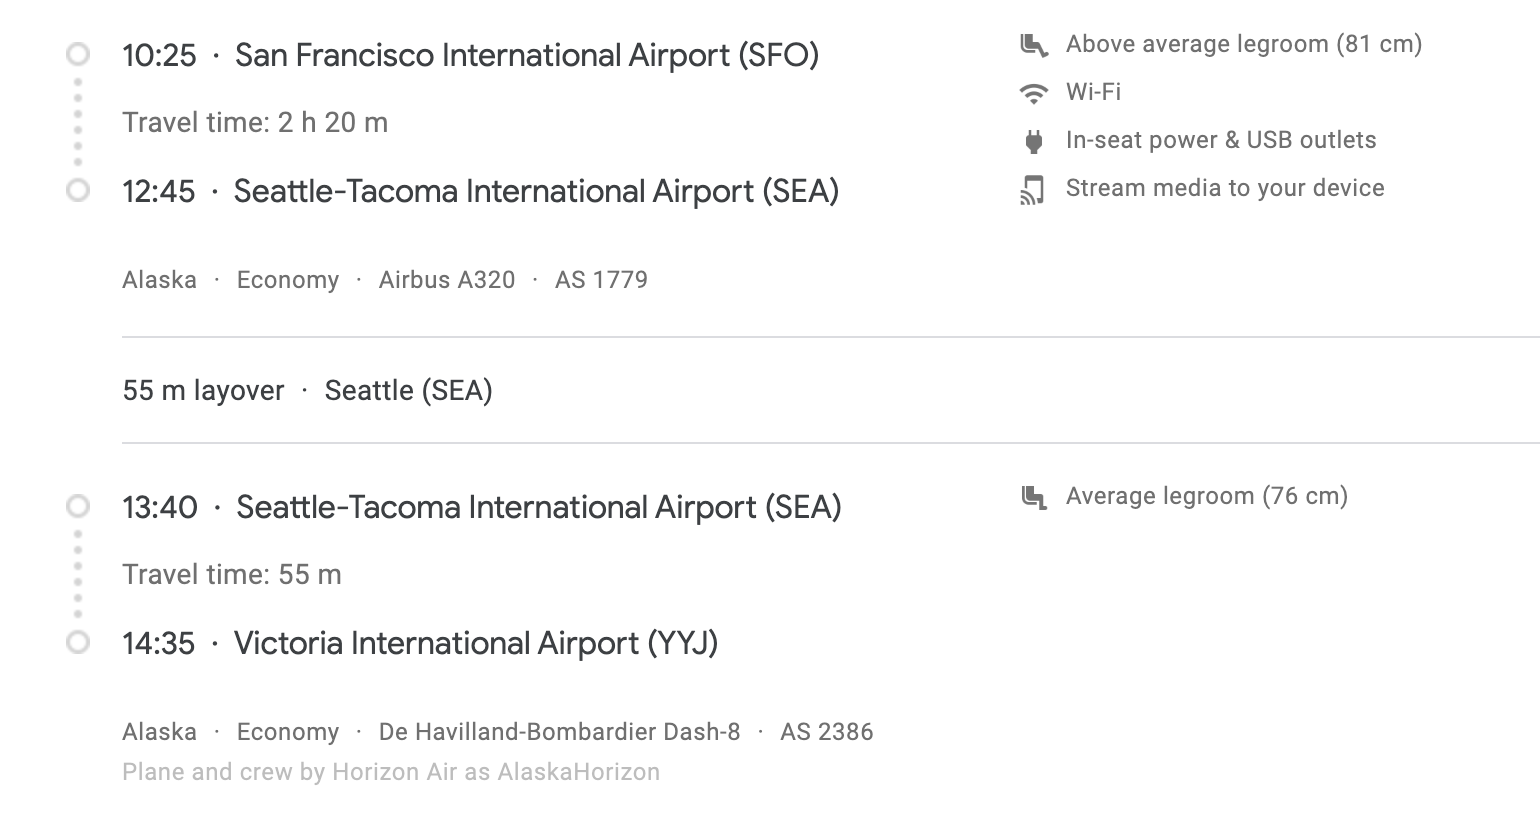 10:25 · San Francisco International Airport (SFO)
Travel time: 2 h 20 m
12:45 · Seattle-Tacoma International Airport (SEA)
Alaska · Economy · Airbus A320 · AS 1779
Above average legroom (81 cm)
Wi-Fi
In-seat power & USB outlets
Stream media to your device
55 m layover · Seattle (SEA)
13:40 · Seattle-Tacoma International Airport (SEA)
Travel time: 55 m
14:35 · Victoria International Airport (YYJ)
Alaska · Economy · De Havilland-Bombardier Dash-8 · AS 2386
Plane and crew by Horizon Air as AlaskaHorizon
Average legroom (76 cm)